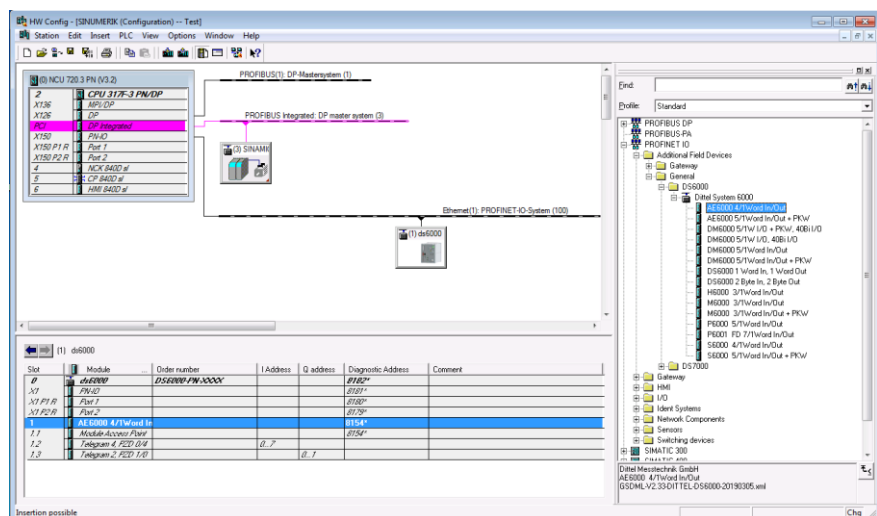 HW Config - [SINUMERIK (Configuration) -- Test]
Station Edit Insert PLC View Options Window Help
(0) NCU 720.3 PN (V3.2)
2 CPU 317F-3 PN/DP
X136 MPI/DP
X126 DP
PCI DP Integrated
X150 PN-IO
X150 P1 R Port 1
X150 P2 R Port 2
4 NCK 840D sl
5 CP 840D sl
6 HMI 840D sl
PROFIBUS(1): DP-Mastersystem (1)
PROFIBUS Integrated: DP master system (3)
(3) SINAMI
Ethernet(1): PROFINET-IO-System (100)
(1) ds6000
(1) ds6000
Slot Module ... Order number I Address Q address Diagnostic Address Comment
0 ds6000 DS6000-PN-XXXX 8182*
X1 PN-IO 8181*
X1 P1 R Port 1 8180*
X1 P2 R Port 2 8179*
1 AE6000 4/1Word In 8154*
1.1 Module Access Point 8154*
1.2 Telegram 4, PZD 0/4 0...7
1.3 Telegram 2, PZD 1/0 0...1
Find:
Profile: Standard
PROFIBUS DP
PROFIBUS-PA
PROFINET IO
Additional Field Devices
Gateway
General
DS6000
Dittel System 6000
AE6000 4/1Word In/Out
AE6000 5/1Word In/Out + PKW
DM6000 5/1W I/O + PKW, 40Bi I/O
DM6000 5/1W I/O, 40Bi I/O
DM6000 5/1Word In/Out
DM6000 5/1Word In/Out + PKW
DS6000 1 Word In, 1 Word Out
DS6000 2 Byte In, 2 Byte Out
H6000 3/1Word In/Out
M6000 3/1Word In/Out
M6000 3/1Word In/Out + PKW
P6000 5/1Word In/Out
P6001 FD 7/1Word In/Out
S6000 4/1Word In/Out
S6000 5/1Word In/Out + PKW
DS7000
Gateway
HMI
I/O
Ident Systems
Network Components
Sensors
Switching devices
SIMATIC 300
SIMATIC 400
Dittel Messtechnik GmbH
AE6000 4/1Word In/Out
GSDML-V2.33-DITTEL-DS6000-20190305.xml
Insertion possible
Chg